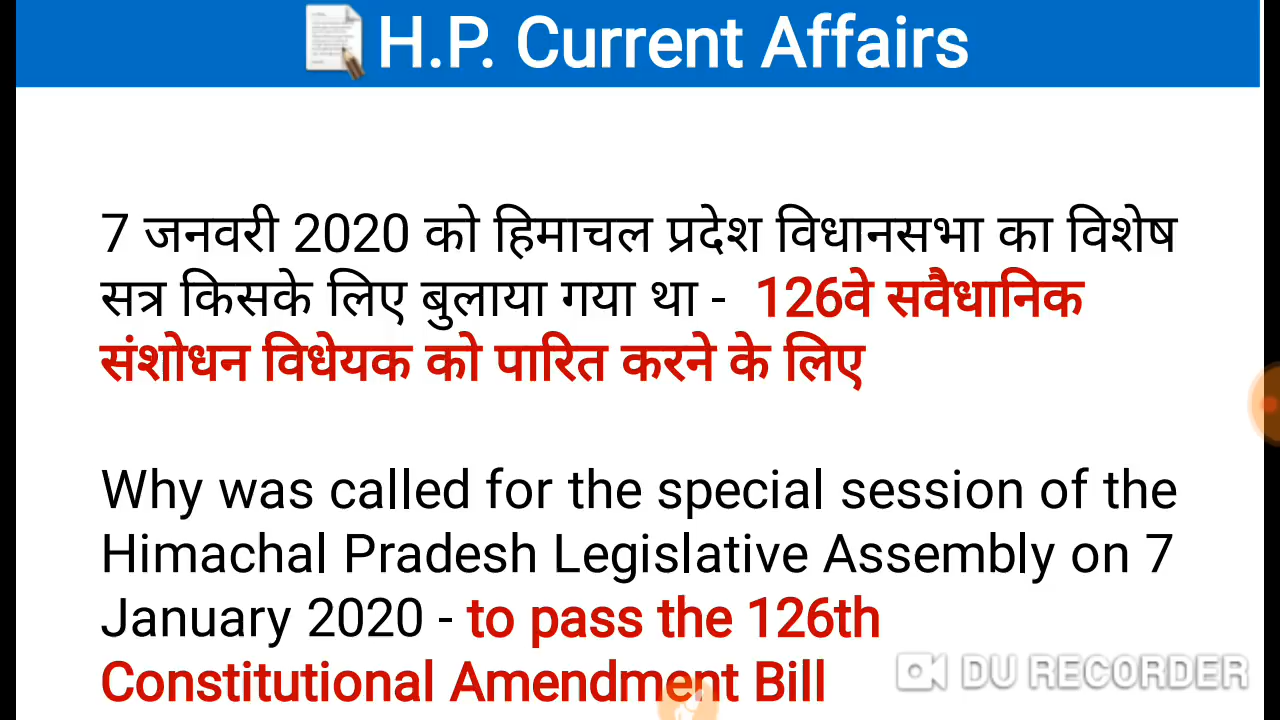 H.P. Current Affairs
7 जनवरी 2020 को हिमाचल प्रदेश विधानसभा का विशेष
सत्र किसके लिए बुलाया गया था - 126वे सवैधानिक
संशोधन विधेयक को पारित करने के लिए
Why was called for the special session of the
Himachal Pradesh Legislative Assembly on 7
January 2020 - to pass the 126th
Constitutional Amendment Bill
DU RECORDER